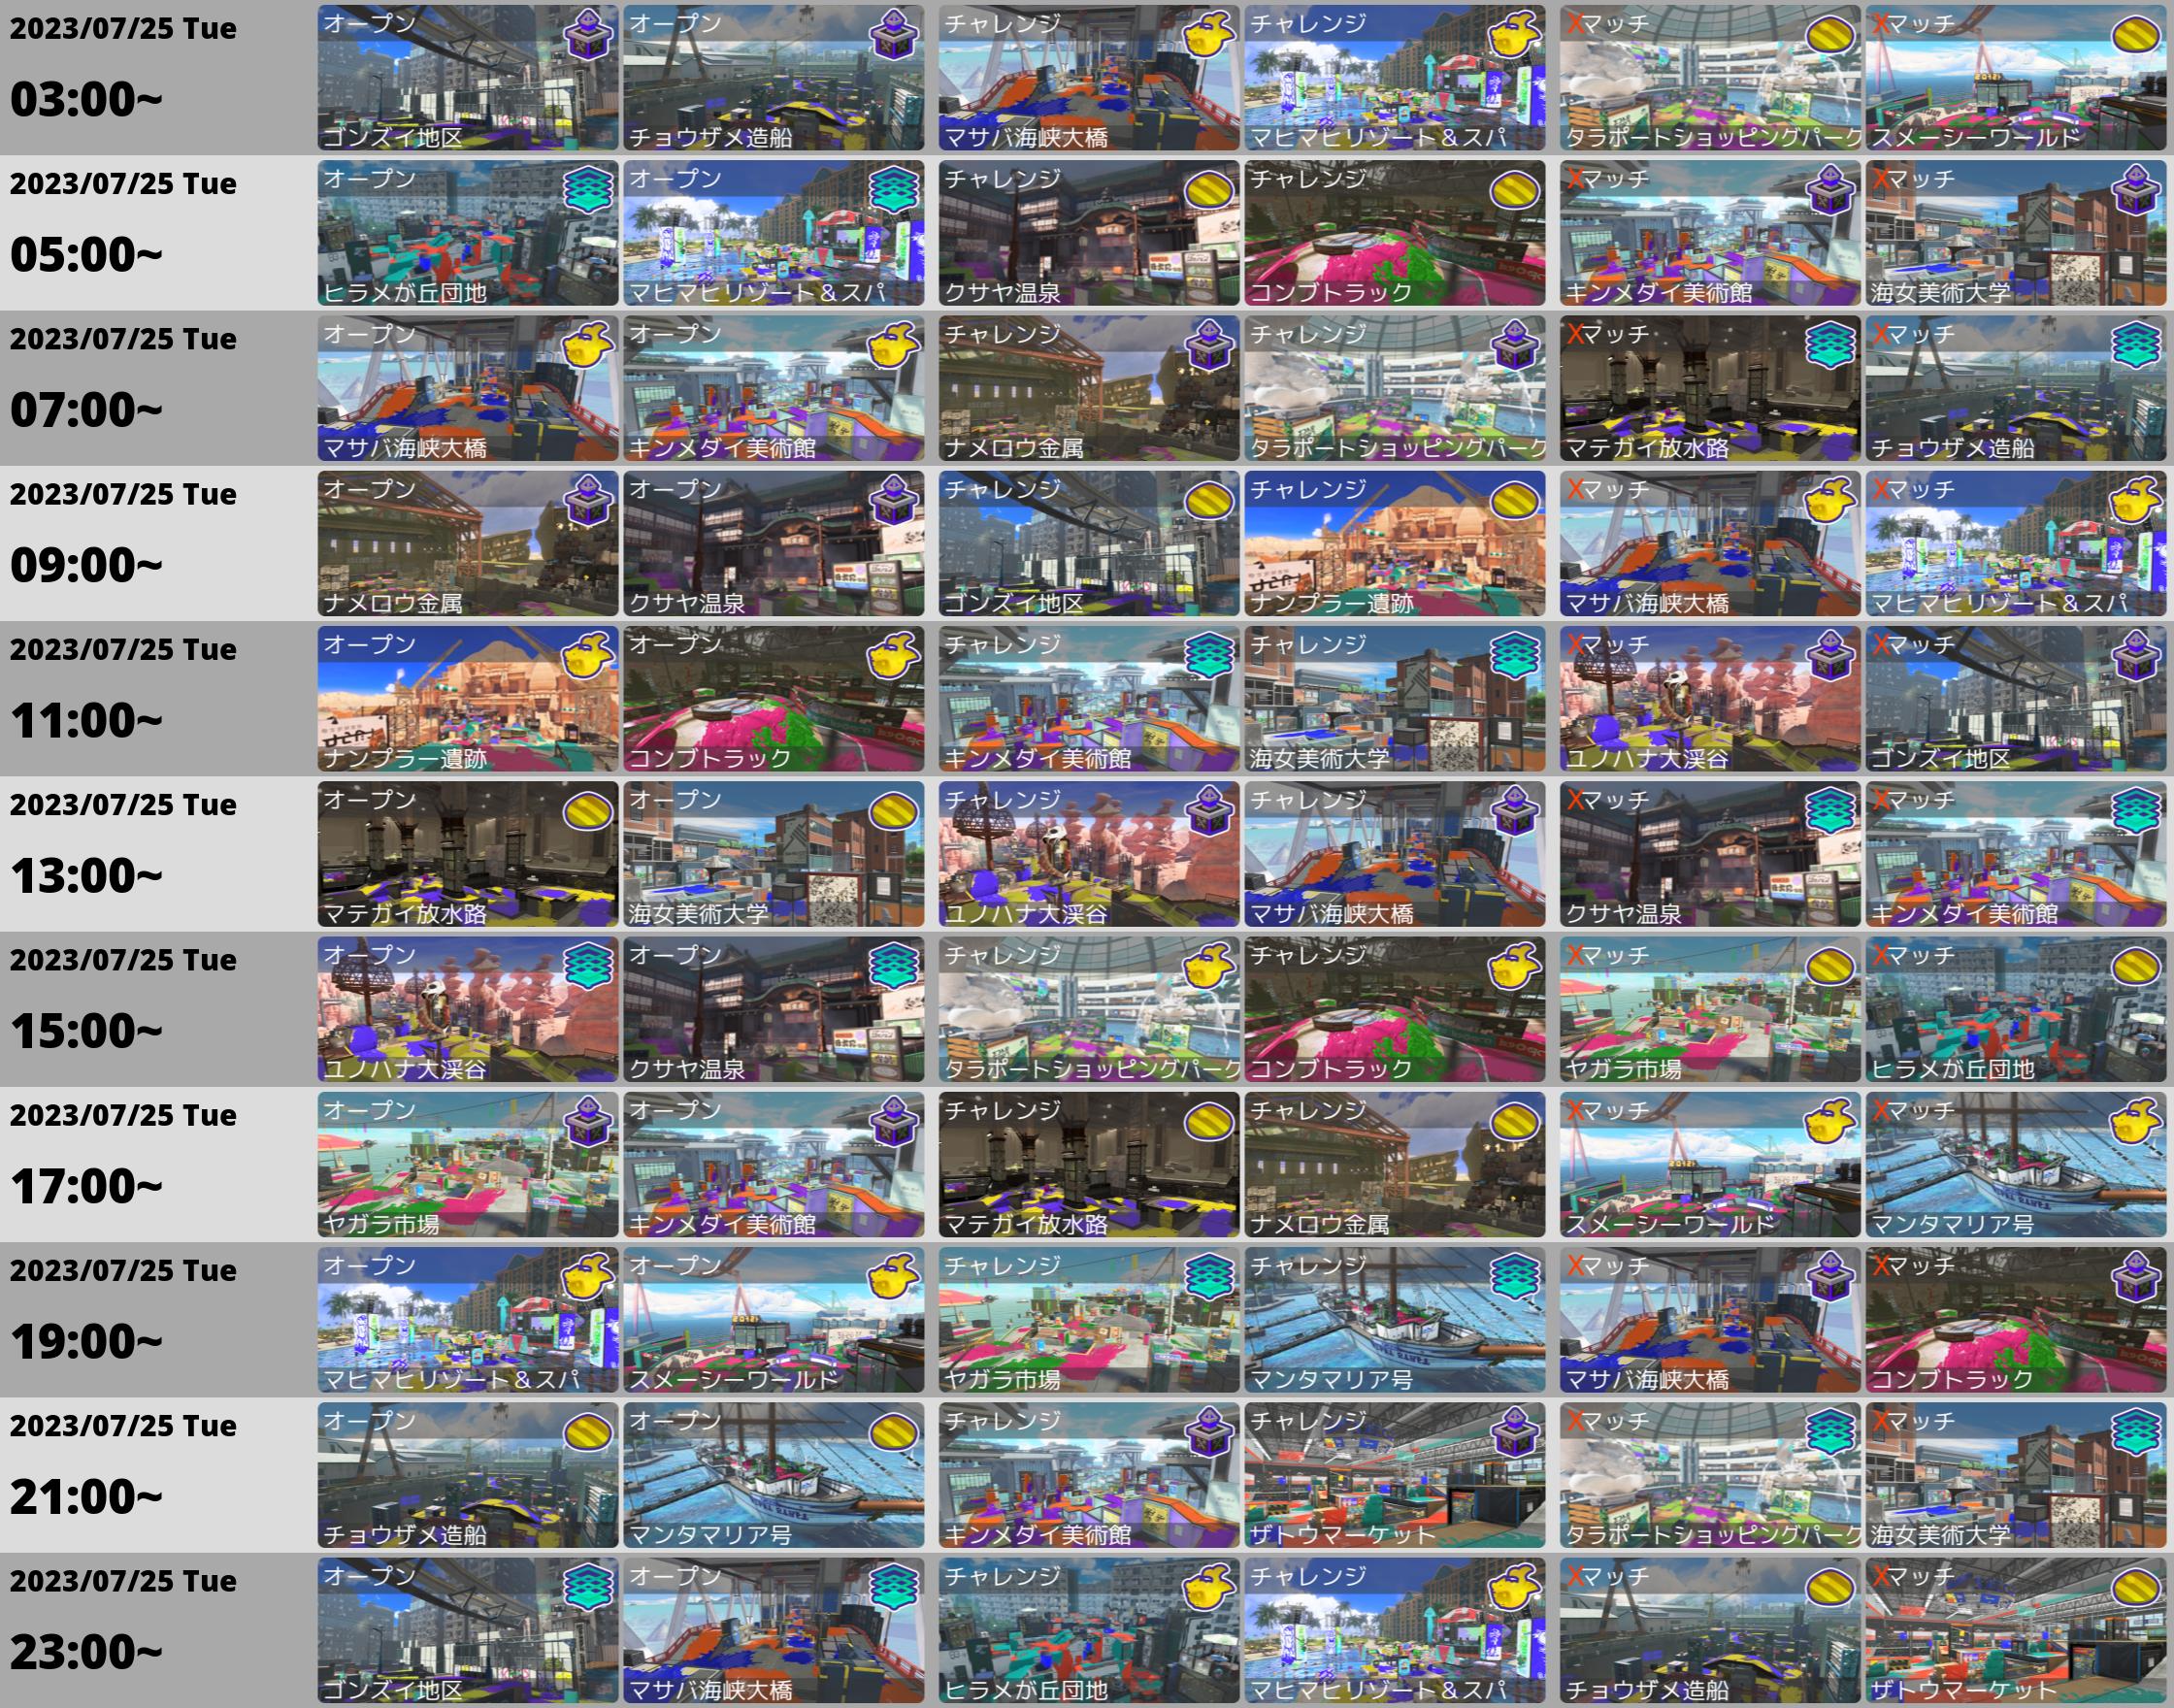 2023/07/25 Tue
03:00~
オープン オープン チャレンジ チャレンジ Xマッチ Xマッチ
ゴンズイ地区 チョウザメ造船 マサバ海峡大橋 マヒマヒリゾート＆スパ タラポートショッピングパーク スメーシーワールド
2023/07/25 Tue
05:00~
オープン オープン チャレンジ チャレンジ Xマッチ Xマッチ
ヒラメが丘団地 マヒマヒリゾート＆スパ クサヤ温泉 コンブトラック キンメダイ美術館 海女美術大学
2023/07/25 Tue
07:00~
オープン オープン チャレンジ チャレンジ Xマッチ Xマッチ
マサバ海峡大橋 キンメダイ美術館 ナメロウ金属 タラポートショッピングパーク マテガイ放水路 チョウザメ造船
2023/07/25 Tue
09:00~
オープン オープン チャレンジ チャレンジ Xマッチ Xマッチ
ナメロウ金属 クサヤ温泉 ゴンズイ地区 ナンプラー遺跡 マサバ海峡大橋 マヒマヒリゾート＆スパ
2023/07/25 Tue
11:00~
オープン オープン チャレンジ チャレンジ Xマッチ Xマッチ
ナンプラー遺跡 コンブトラック キンメダイ美術館 海女美術大学 ユノハナ大渓谷 ゴンズイ地区
2023/07/25 Tue
13:00~
オープン オープン チャレンジ チャレンジ Xマッチ Xマッチ
マテガイ放水路 海女美術大学 ユノハナ大渓谷 マサバ海峡大橋 クサヤ温泉 キンメダイ美術館
2023/07/25 Tue
15:00~
オープン オープン チャレンジ チャレンジ Xマッチ Xマッチ
ユノハナ大渓谷 クサヤ温泉 タラポートショッピングパーク コンブトラック ヤガラ市場 ヒラメが丘団地
2023/07/25 Tue
17:00~
オープン オープン チャレンジ チャレンジ Xマッチ Xマッチ
ヤガラ市場 キンメダイ美術館 マテガイ放水路 ナメロウ金属 スメーシーワールド マンタマリア号
2023/07/25 Tue
19:00~
オープン オープン チャレンジ チャレンジ Xマッチ Xマッチ
マヒマヒリゾート＆スパ スメーシーワールド ヤガラ市場 マンタマリア号 マサバ海峡大橋 コンブトラック
2023/07/25 Tue
21:00~
オープン オープン チャレンジ チャレンジ Xマッチ Xマッチ
チョウザメ造船 マンタマリア号 キンメダイ美術館 ザトウマーケット タラポートショッピングパーク 海女美術大学
2023/07/25 Tue
23:00~
オープン オープン チャレンジ チャレンジ Xマッチ Xマッチ
ゴンズイ地区 マサバ海峡大橋 ヒラメが丘団地 マヒマヒリゾート＆スパ チョウザメ造船 ザトウマーケット